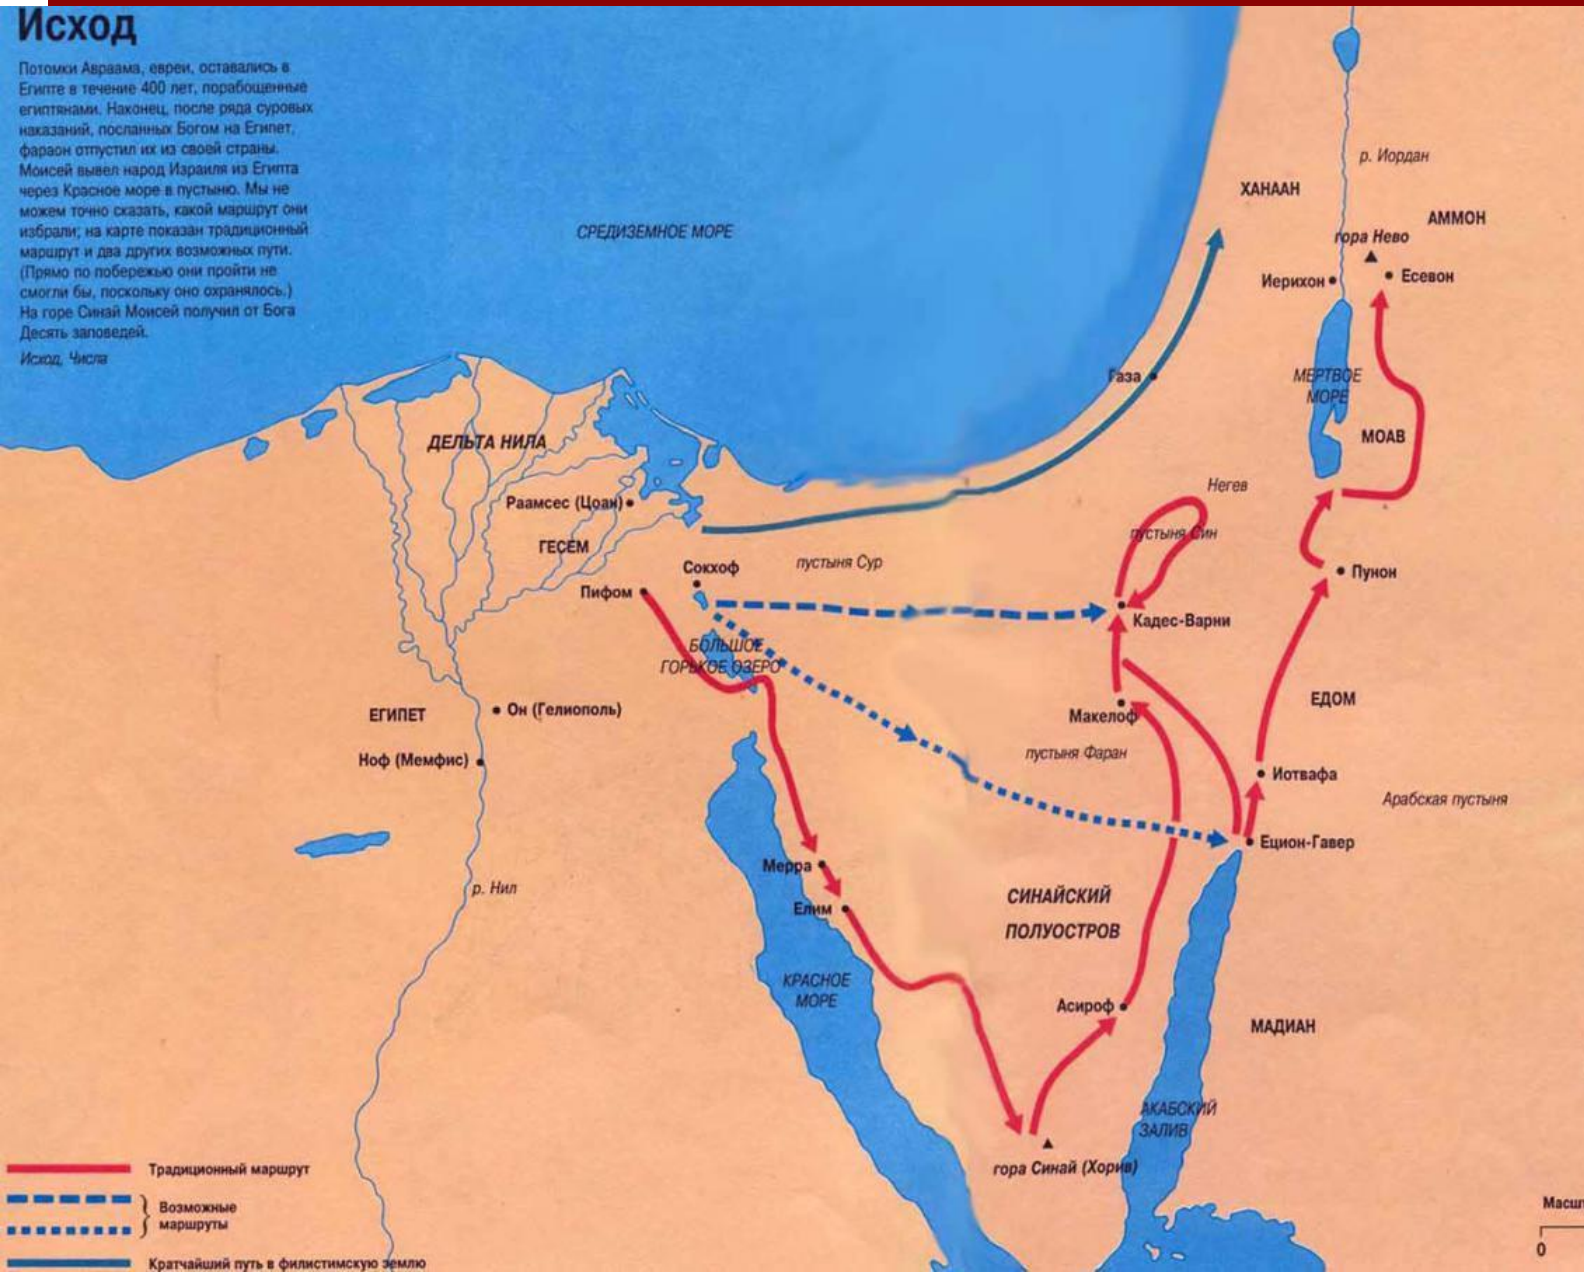 Исход
Потомки Авраама, евреи, оставались в
Египте в течение 400 лет, порабощенные
египтянами. Наконец, после ряда суровых
наказаний, посланных Богом на Египет,
фараон отпустил их из своей страны.
Моисей вывел народ Израиля из Египта
через Красное море в пустыню. Мы не
можем точно сказать, какой маршрут они
избрали; на карте показан традиционный
маршрут и два других возможных пути.
(Прямо по побережью они пройти не
смогли бы, поскольку оно охранялось.)
На горе Синай Моисей получил от Бога
Десять заповедей.
Исход, Числа
р. Иордан
ХАНААН
АММОН
СРЕДИЗЕМНОЕ МОРЕ
гора Нево
Иерихон
Есевон
Газа
МЕРТВОЕ
МОРЕ
ДЕЛЬТА НИЛА
МОАВ
Негев
Раамсес (Цоан)
пустыня Син
ГЕСЕМ
пустыня Сур
Сокхоф
Пунон
Пифом
Кадес-Варни
БОЛЬШОЕ
ГОРЬКОЕ ОЗЕРО
ЕДОМ
ЕГИПЕТ
Он (Гелиополь)
Макелоф
пустыня Фаран
Ноф (Мемфис)
Иотвафа
Арабская пустыня
Ецион-Гавер
Мерра
р. Нил
Елим
СИНАЙСКИЙ
ПОЛУОСТРОВ
КРАСНОЕ
МОРЕ
Асироф
МАДИАН
АКАБСКИЙ
ЗАЛИВ
гора Синай (Хорив)
Традиционный маршрут
Возможные
маршруты
Кратчайший путь в филистимскую землю
Масшт
0